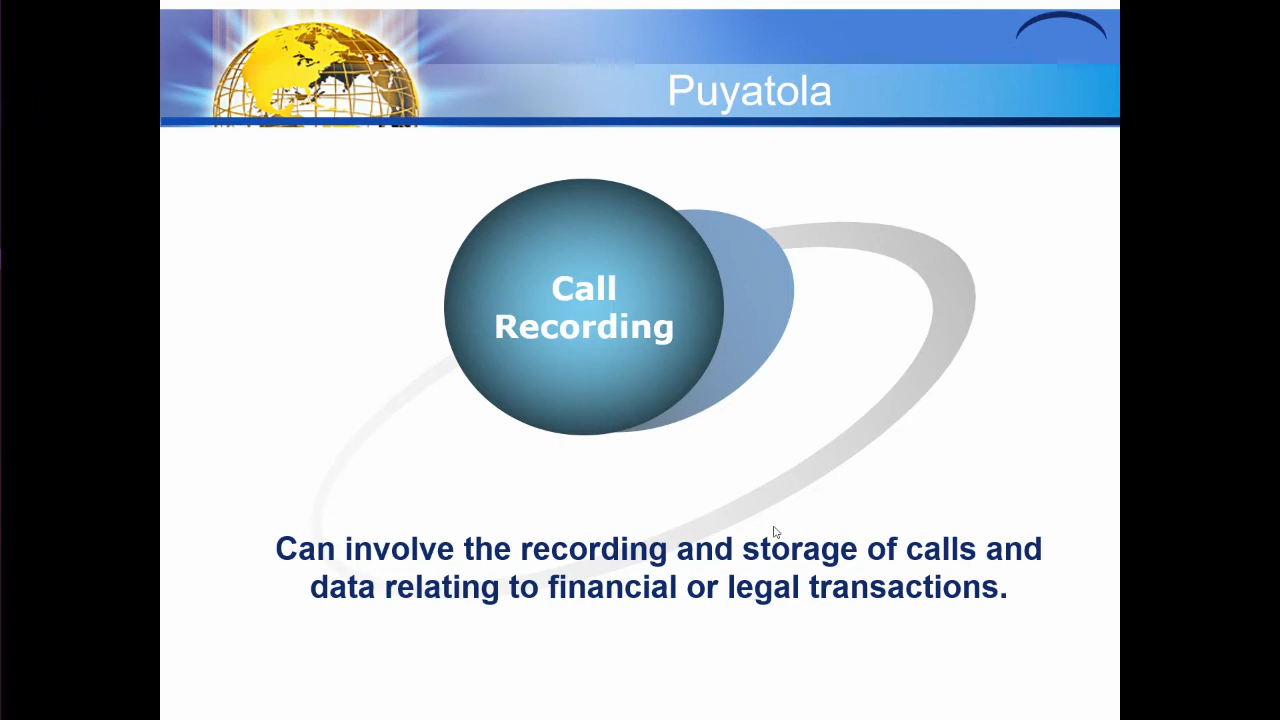 Puyatola
Call
Recording
Can involve the recording and storage of calls and
data relating to financial or legal transactions.